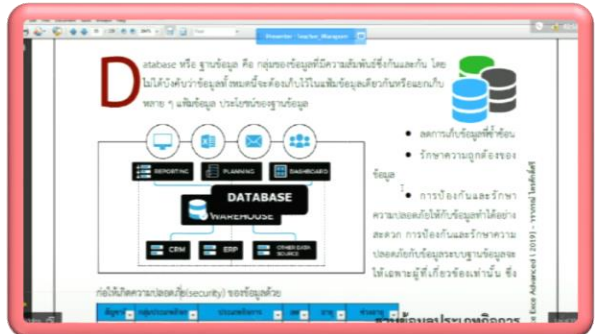 Presenter - Teacher_Manaporn
Database หรือ ฐานข้อมูล คือ กลุ่มของข้อมูลที่มีความสัมพันธ์ซึ่งกันและกัน โดย
ไม่ได้บังคับว่าข้อมูลทั้งหมดนี้จะต้องเก็บไว้ในแฟ้มข้อมูลเดียวกันหรือแยกเก็บ
หลาย ๆ แฟ้มข้อมูล ประโยชน์ของฐานข้อมูล
REPORTING
PLANNING
DASHBOARD
DATABASE
WAREHOUSE
CRM
ERP
OTHER DATA
SOURCE
● ลดการเก็บข้อมูลที่ซ้ำซ้อน
● รักษาความถูกต้องของ
ข้อมูล
● การป้องกันและรักษา
ความปลอดภัยให้กับข้อมูลทำได้อย่าง
สะดวก การป้องกันและรักษาความ
ปลอดภัยกับข้อมูลระบบฐานข้อมูลจะ
ให้เฉพาะผู้ที่เกี่ยวข้องเท่านั้น ซึ่ง
ก่อให้เกิดความปลอดภัย(security) ของข้อมูลด้วย
Advanced [ 2019]